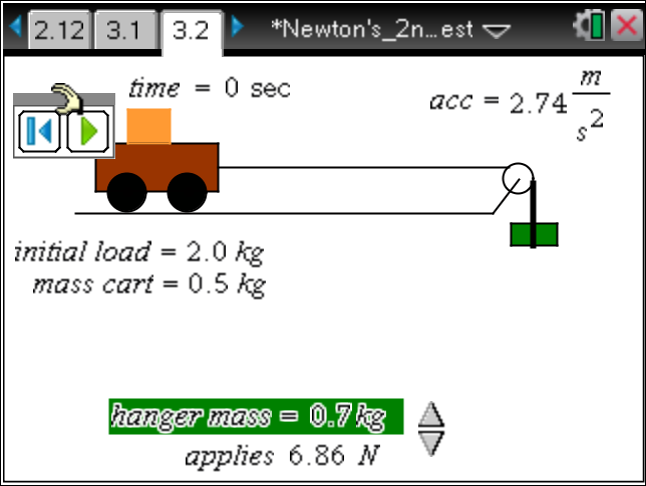 2.12 3.1 3.2 *Newton's_2n…est
time = 0 sec
acc = 2.74 m/s²
initial load = 2.0 kg
mass cart = 0.5 kg
hanger mass = 0.7 kg
applies 6.86 N